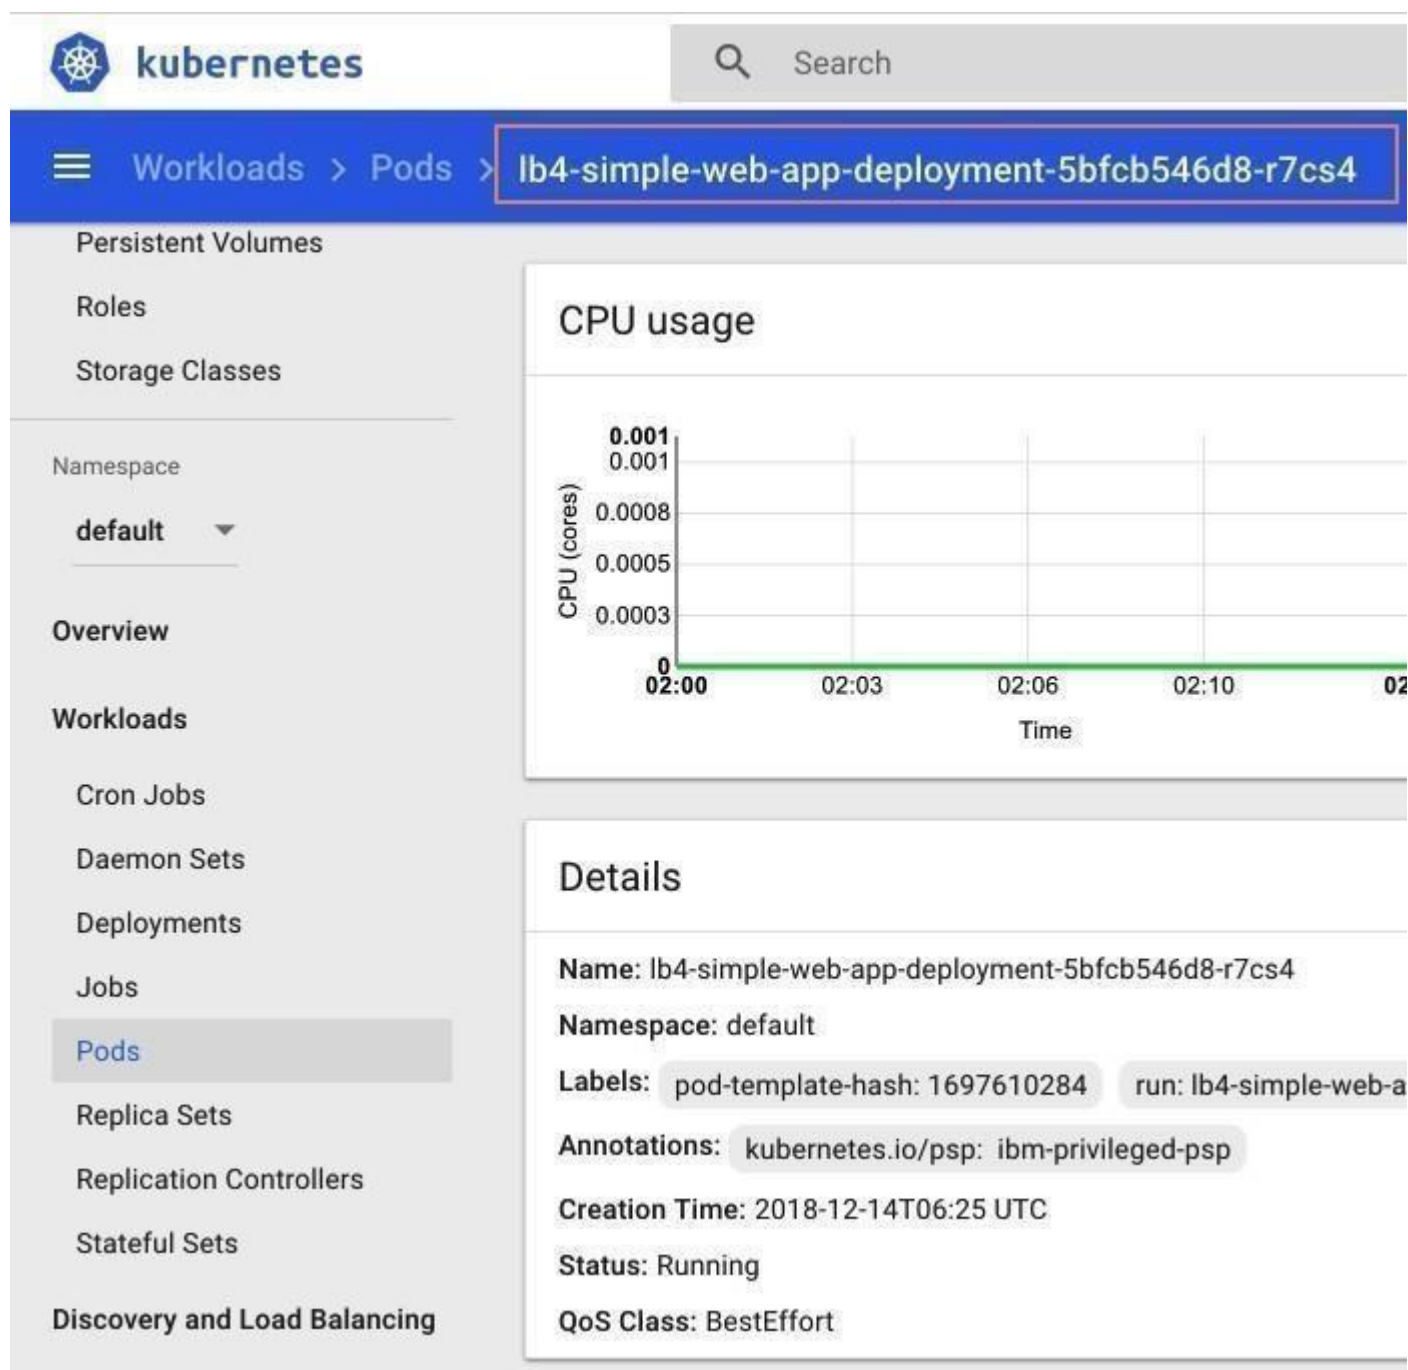 kubernetes
Search
Workloads > Pods > lb4-simple-web-app-deployment-5bfcb546d8-r7cs4
Persistent Volumes
Roles
Storage Classes
Namespace
default
Overview
Workloads
Cron Jobs
Daemon Sets
Deployments
Jobs
Pods
Replica Sets
Replication Controllers
Stateful Sets
Discovery and Load Balancing
CPU usage
CPU (cores)
0.001
0.001
0.0008
0.0005
0.0003
0
02:00 02:03 02:06 02:10 02
Time
Details
Name: lb4-simple-web-app-deployment-5bfcb546d8-r7cs4
Namespace: default
Labels: pod-template-hash: 1697610284 run: lb4-simple-web-a
Annotations: kubernetes.io/psp: ibm-privileged-psp
Creation Time: 2018-12-14T06:25 UTC
Status: Running
QoS Class: BestEffort